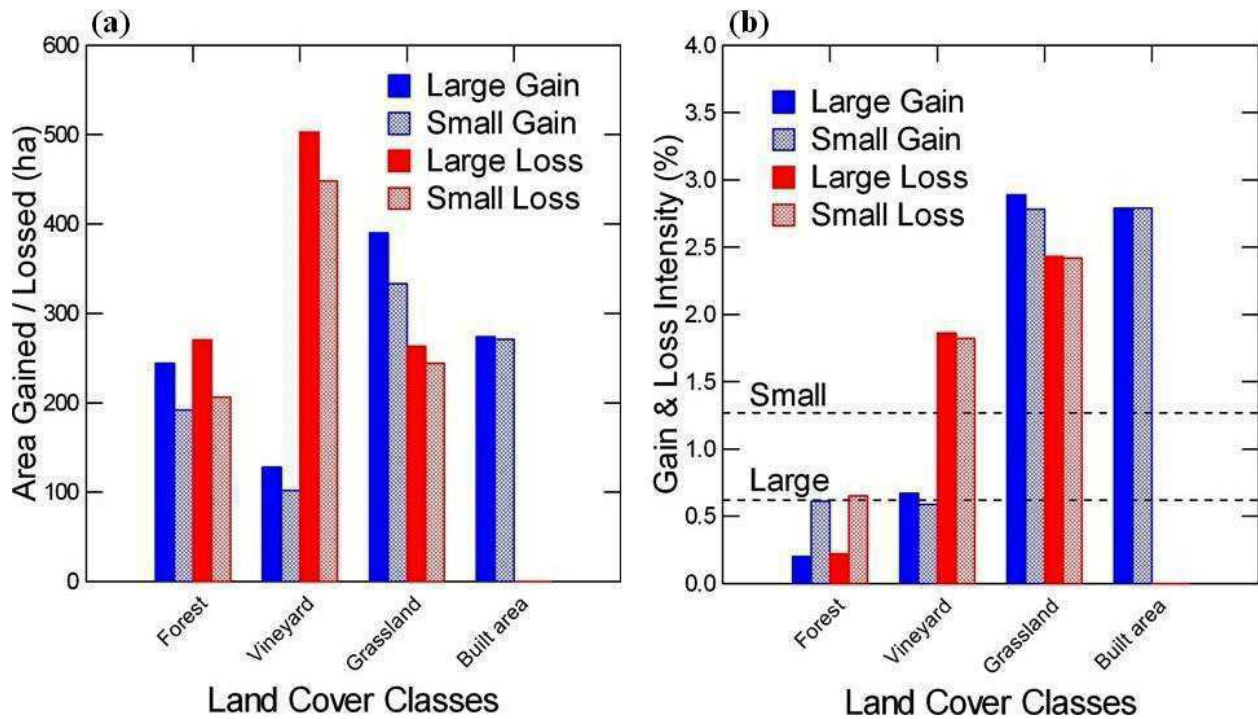 (a)
600
500
400
300
200
100
0
Area Gained / Lossed (ha)
Large Gain
Small Gain
Large Loss
Small Loss
Forest
Vineyard
Grassland
Built area
Land Cover Classes
(b)
4.0
3.5
3.0
2.5
2.0
1.5
1.0
0.5
0.0
Gain & Loss Intensity (%)
Large Gain
Small Gain
Large Loss
Small Loss
Small
Large
Forest
Vineyard
Grassland
Built area
Land Cover Classes